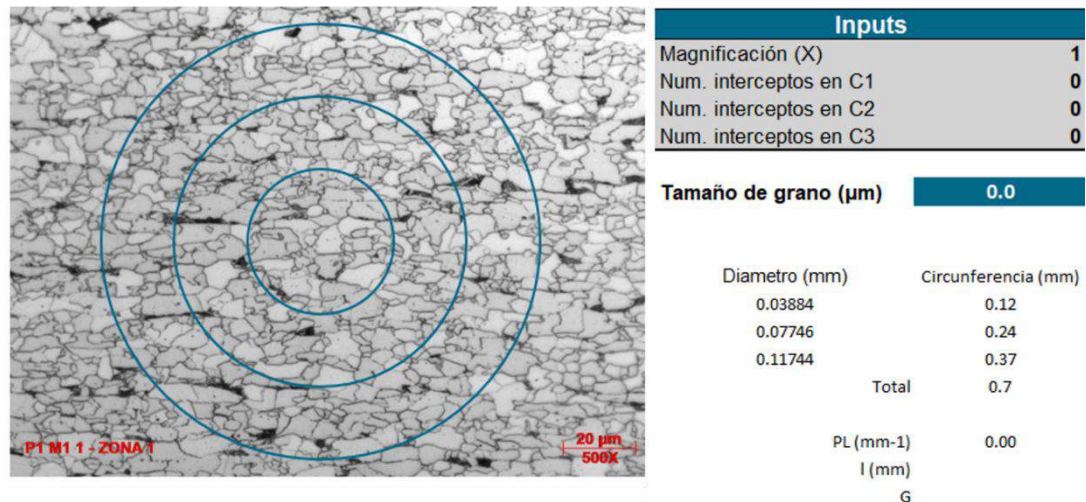 P1 M1 1 - ZONA 1
20 µm
500X
Inputs
Magnificación (X) 1
Num. interceptos en C1 0
Num. interceptos en C2 0
Num. interceptos en C3 0
Tamaño de grano (µm) 0.0
Diametro (mm) Circunferencia (mm)
0.03884 0.12
0.07746 0.24
0.11744 0.37
Total 0.7
PL (mm-1) 0.00
l (mm)
G